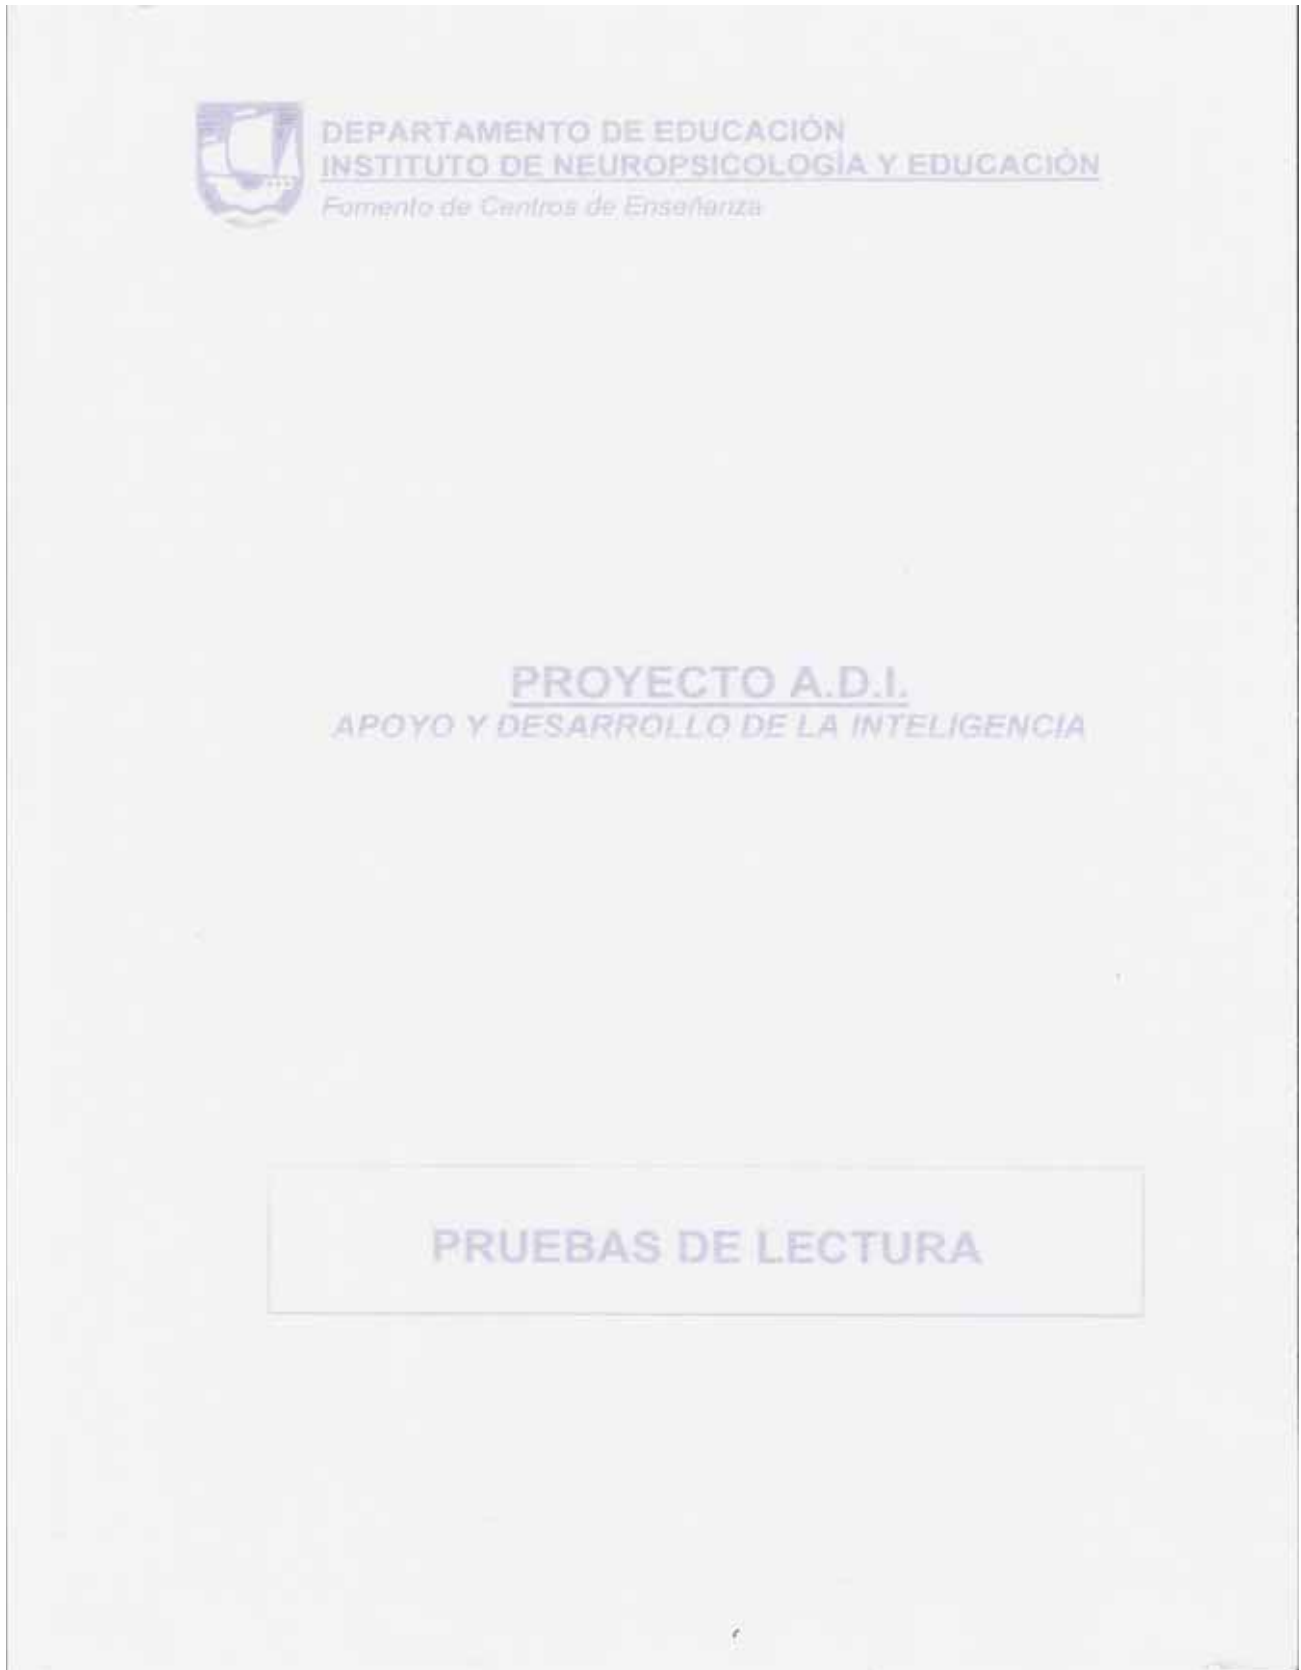 DEPARTAMENTO DE EDUCACIÓN
INSTITUTO DE NEUROPSICOLOGÍA Y EDUCACIÓN
Fomento de Centros de Enseñanza
PROYECTO A.D.I.
APOYO Y DESARROLLO DE LA INTELIGENCIA
PRUEBAS DE LECTURA